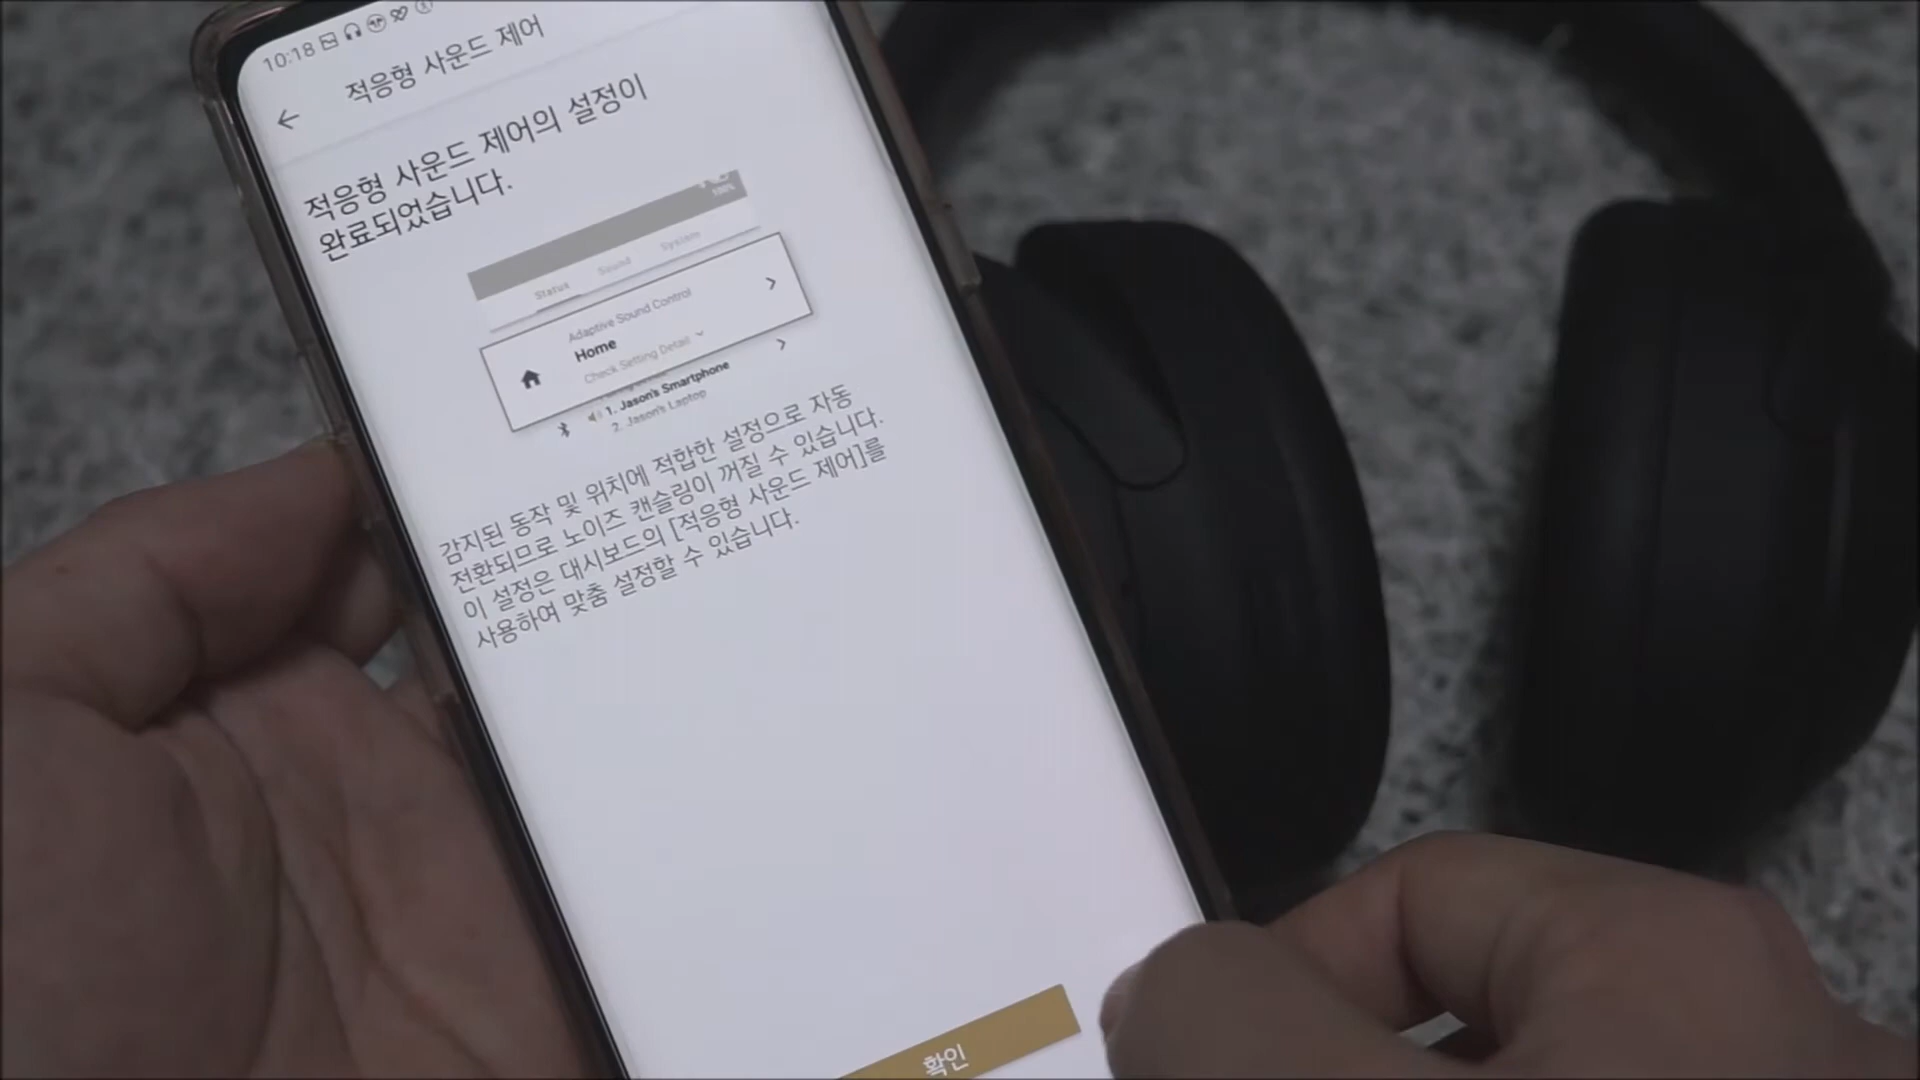 10:18
적응형 사운드 제어
적응형 사운드 제어의 설정이
완료되었습니다.
100%
Status Sound System
Adaptive Sound Control
Home
Check Setting Detail
1. Jason's Smartphone
2. Jason's Laptop
감지된 동작 및 위치에 적합한 설정으로 자동
전환되므로 노이즈 캔슬링이 꺼질 수 있습니다.
이 설정은 대시보드의 [적응형 사운드 제어]를
사용하여 맞춤 설정할 수 있습니다.
확인